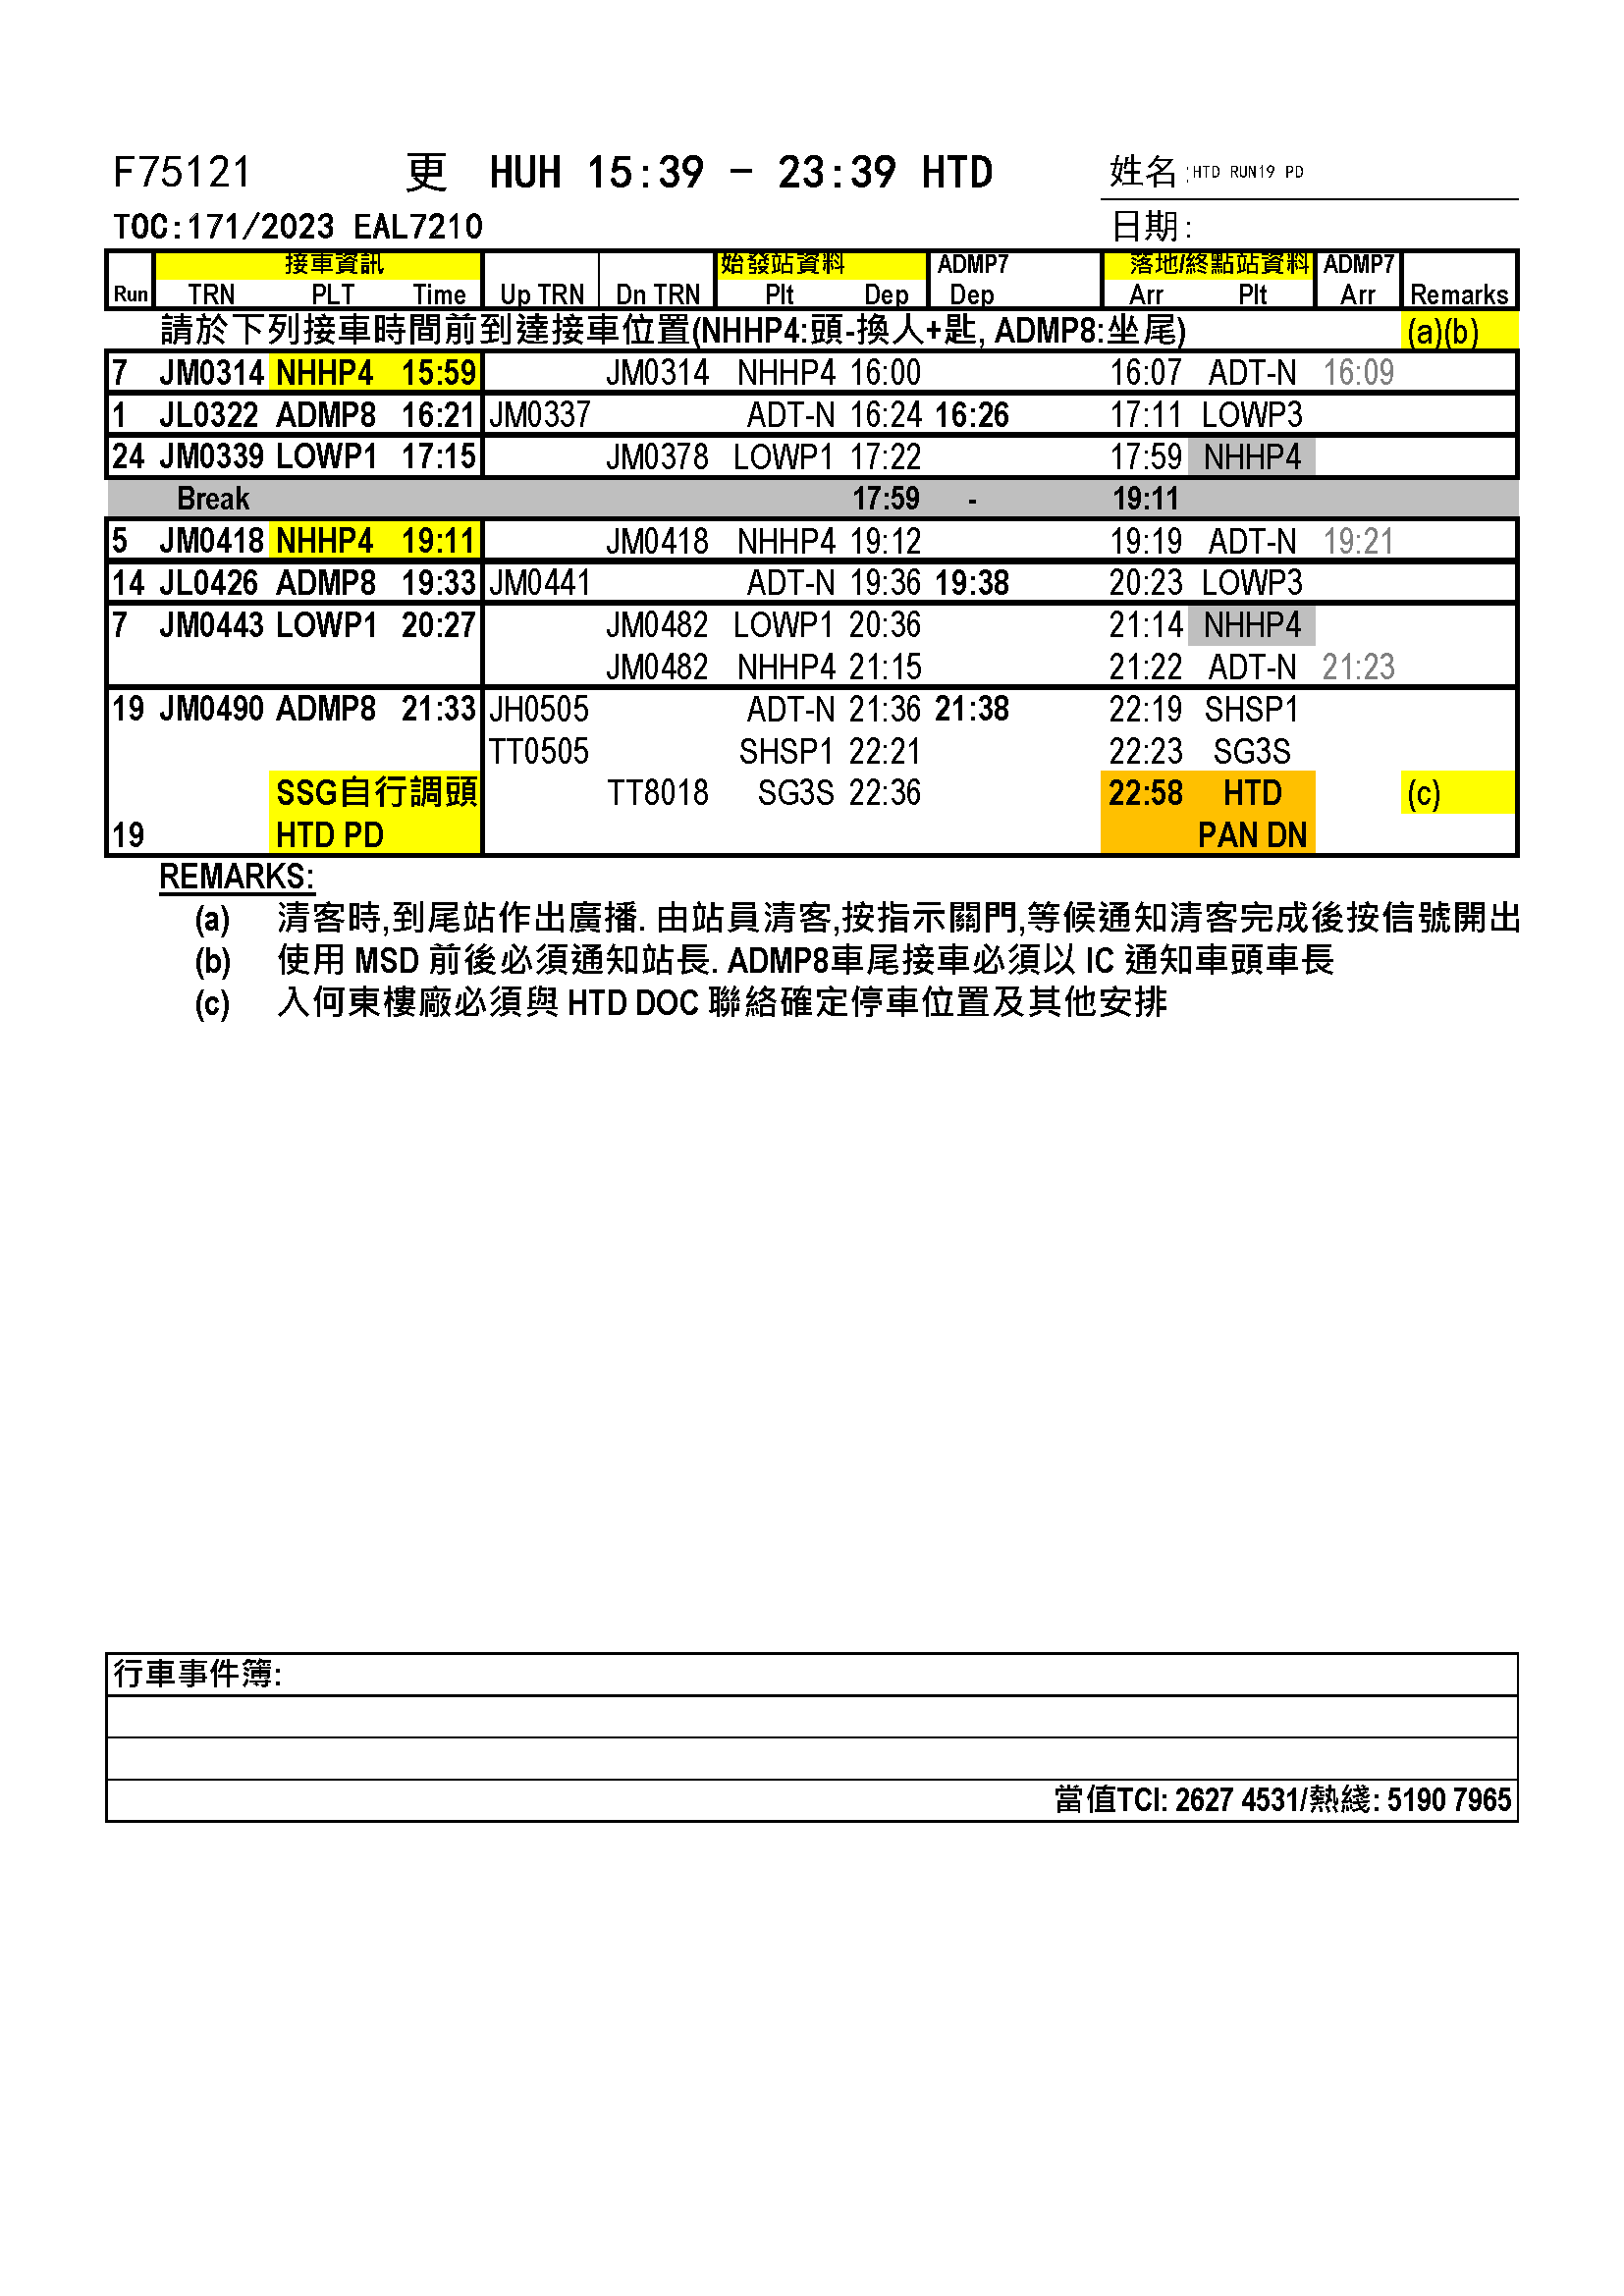 F75121 更 HUH 15:39 - 23:39 HTD 姓名:HTD RUN19 PD
TOC:171/2023 EAL7210 日期:
接車資訊 始發站資料 ADMP7 落地/終點站資料 ADMP7
Run TRN PLT Time Up TRN Dn TRN Plt Dep Dep Arr Plt Arr Remarks
請於下列接車時間前到達接車位置(NHHP4:頭-換人+匙, ADMP8:坐尾) (a)(b)
7 JM0314 NHHP4 15:59 JM0314 NHHP4 16:00 16:07 ADT-N 16:09
1 JL0322 ADMP8 16:21 JM0337 ADT-N 16:24 16:26 17:11 LOWP3
24 JM0339 LOWP1 17:15 JM0378 LOWP1 17:22 17:59 NHHP4
Break 17:59 - 19:11
5 JM0418 NHHP4 19:11 JM0418 NHHP4 19:12 19:19 ADT-N 19:21
14 JL0426 ADMP8 19:33 JM0441 ADT-N 19:36 19:38 20:23 LOWP3
7 JM0443 LOWP1 20:27 JM0482 LOWP1 20:36 21:14 NHHP4
JM0482 NHHP4 21:15 21:22 ADT-N 21:23
19 JM0490 ADMP8 21:33 JH0505 ADT-N 21:36 21:38 22:19 SHSP1
TT0505 SHSP1 22:21 22:23 SG3S
SSG自行調頭 TT8018 SG3S 22:36 22:58 HTD (c)
19 HTD PD PAN DN
REMARKS:
(a) 清客時,到尾站作出廣播. 由站員清客,按指示關門,等候通知清客完成後按信號開出
(b) 使用 MSD 前後必須通知站長. ADMP8車尾接車必須以 IC 通知車頭車長
(c) 入何東樓廠必須與 HTD DOC 聯絡確定停車位置及其他安排
行車事件簿:
當值TCI: 2627 4531/熱綫: 5190 7965